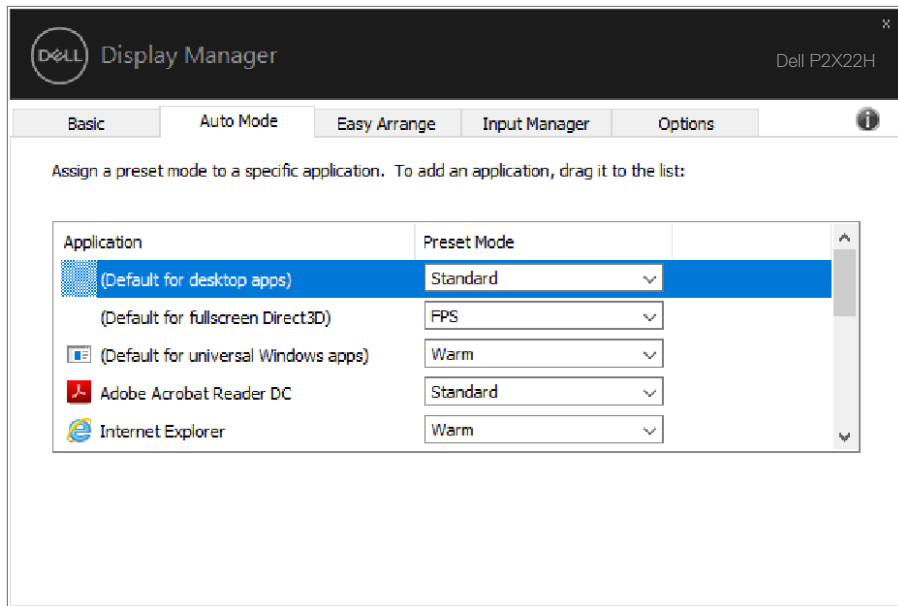 x
DELL Display Manager
Dell P2X22H
Basic Auto Mode Easy Arrange Input Manager Options
Assign a preset mode to a specific application. To add an application, drag it to the list:
Application Preset Mode
(Default for desktop apps) Standard
(Default for fullscreen Direct3D) FPS
(Default for universal Windows apps) Warm
Adobe Acrobat Reader DC Standard
Internet Explorer Warm